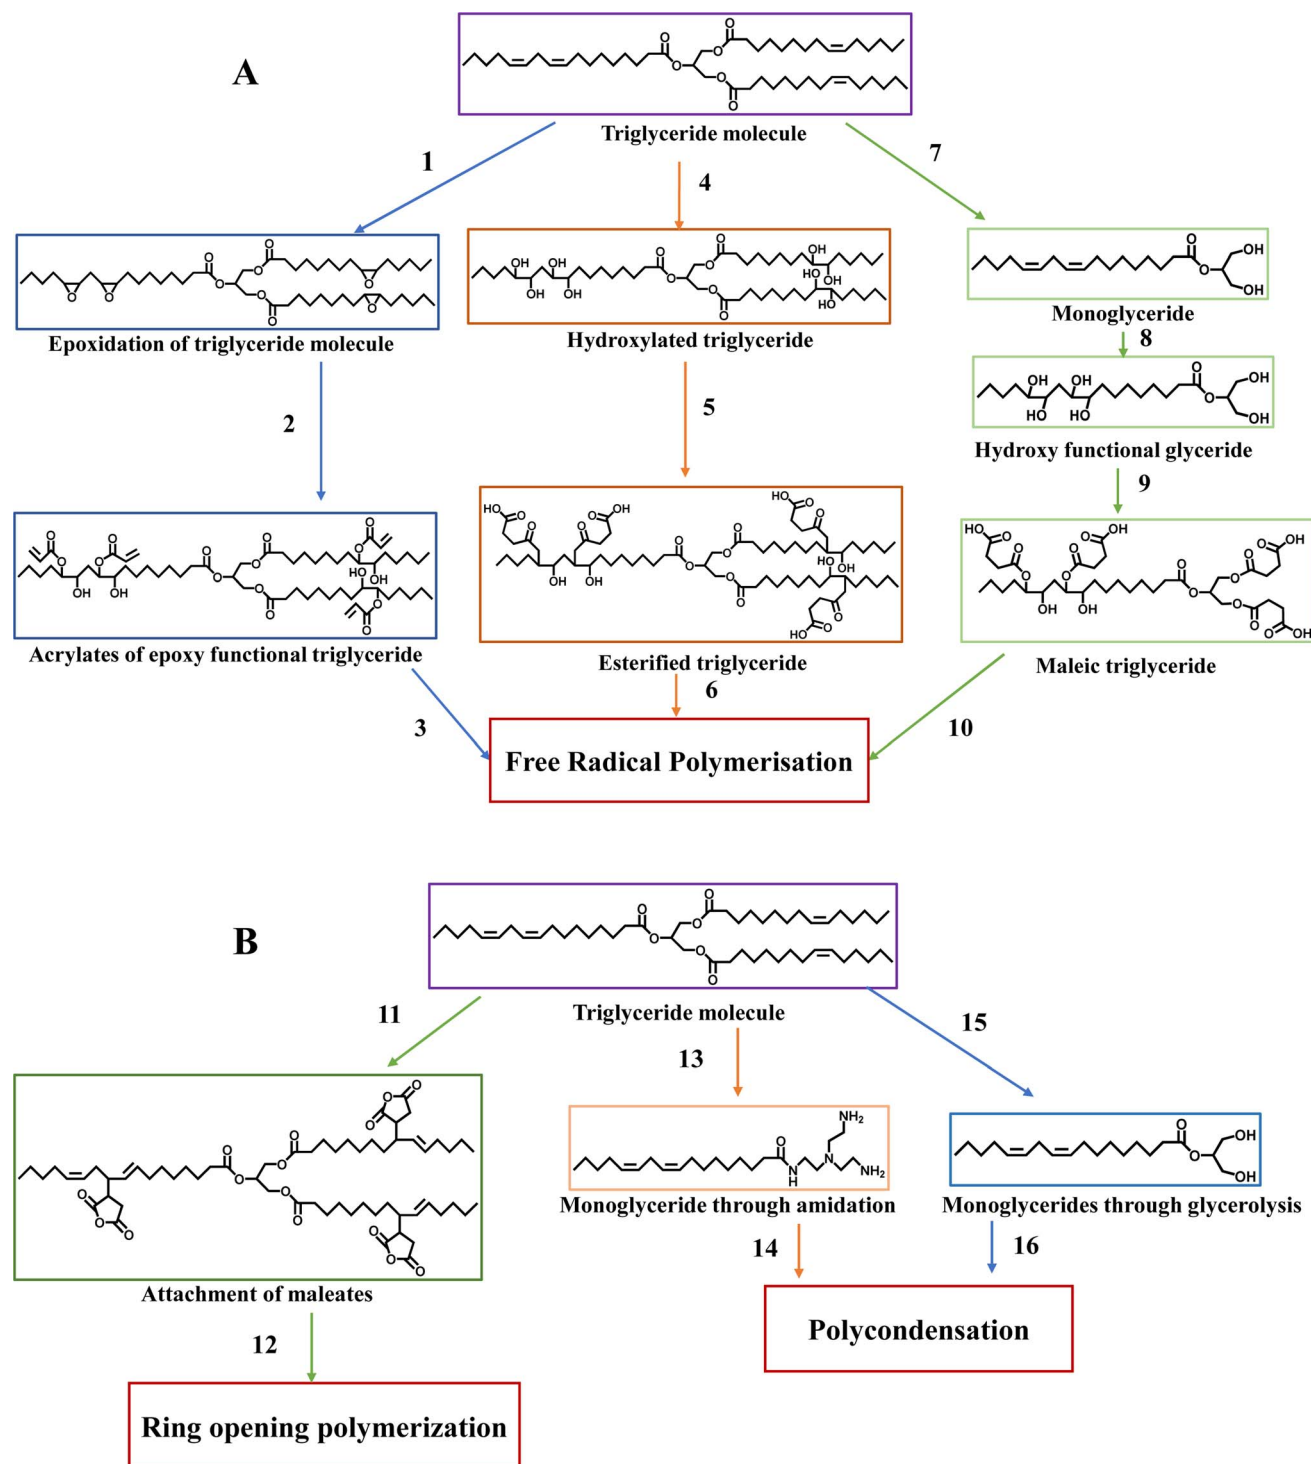 A
Triglyceride molecule
1
4
7
Epoxidation of triglyceride molecule
Hydroxylated triglyceride
Monoglyceride
8
2
5
Hydroxy functional glyceride
9
Acrylates of epoxy functional triglyceride
Esterified triglyceride
Maleic triglyceride
3
6
10
Free Radical Polymerisation
B
Triglyceride molecule
11
13
15
Attachment of maleates
Monoglyceride through amidation
Monoglycerides through glycerolysis
12
14
16
Polycondensation
Ring opening polymerization